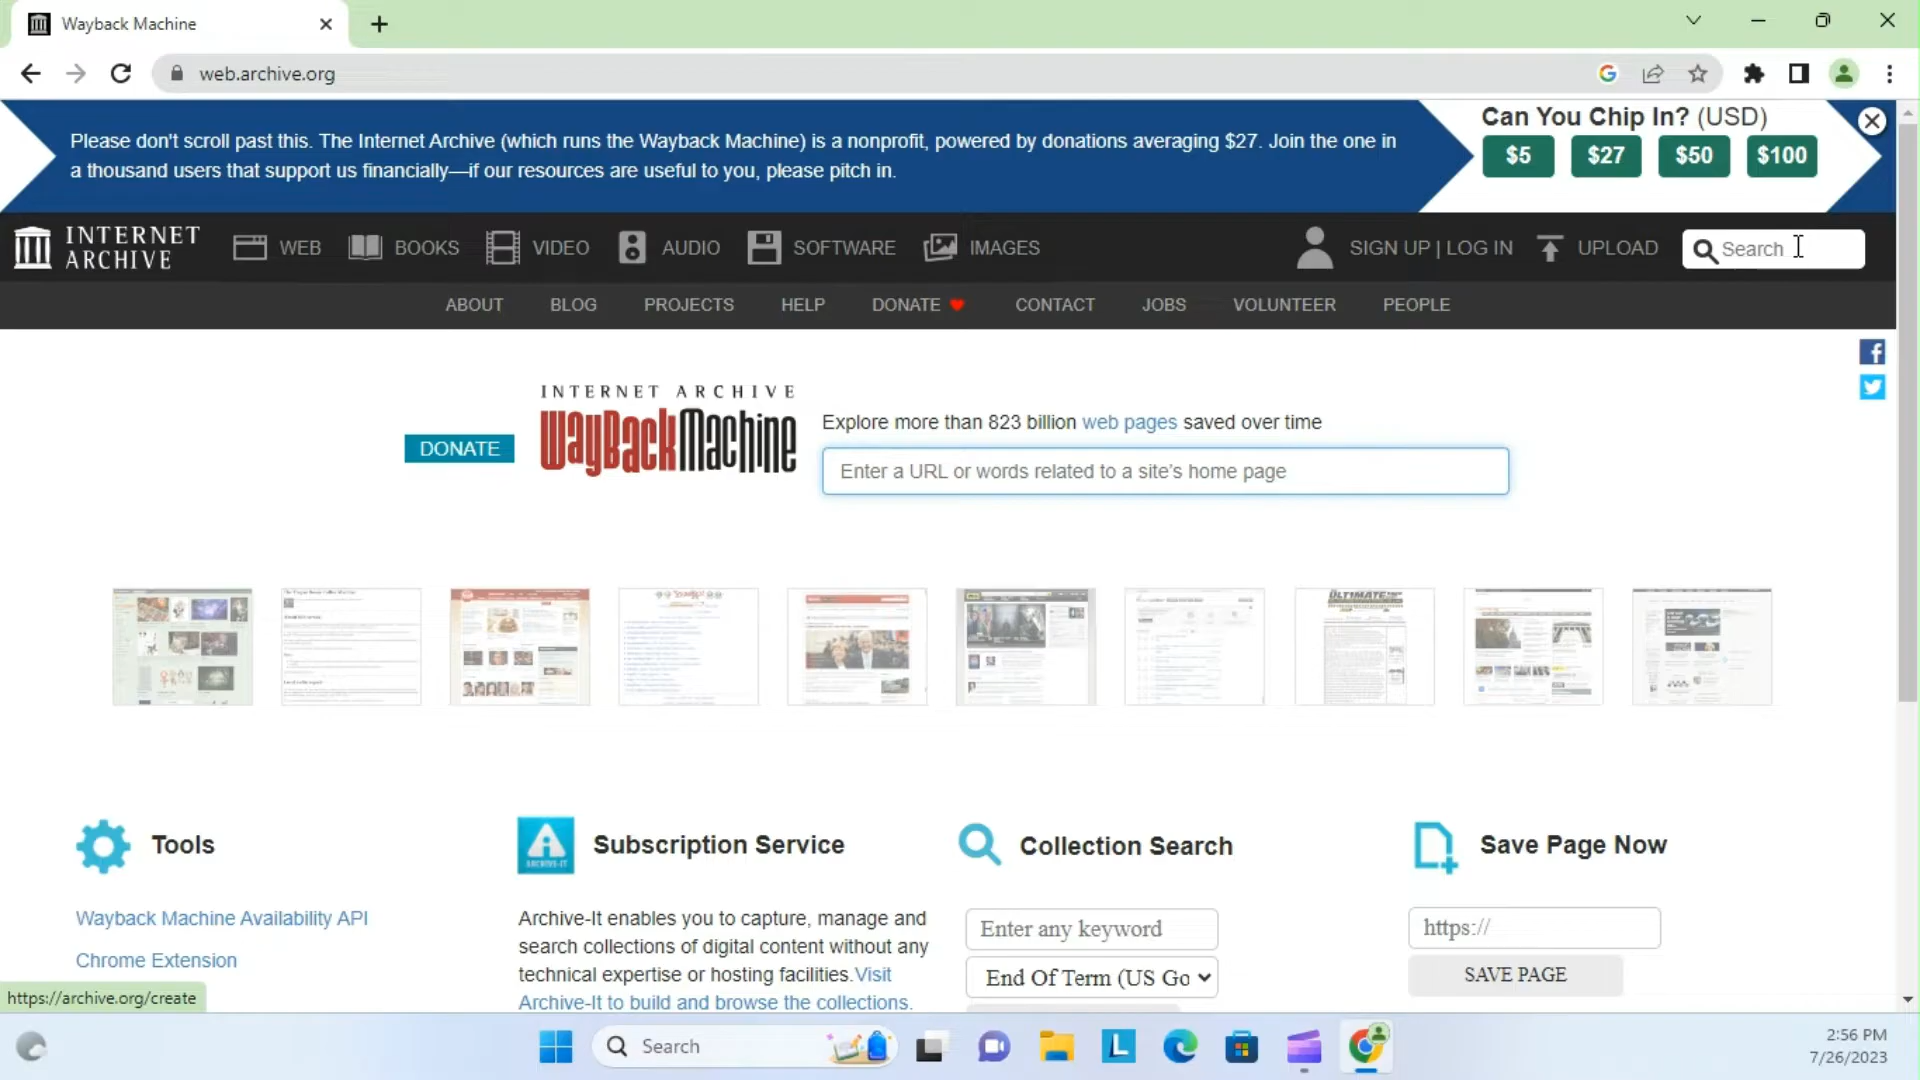 Wayback Machine
web.archive.org
Please don't scroll past this. The Internet Archive (which runs the Wayback Machine) is a nonprofit, powered by donations averaging $27. Join the one in
a thousand users that support us financially—if our resources are useful to you, please pitch in.
Can You Chip In? (USD)
$5 $27 $50 $100
INTERNET
ARCHIVE
WEB BOOKS VIDEO AUDIO SOFTWARE IMAGES SIGN UP | LOG IN UPLOAD Search
ABOUT BLOG PROJECTS HELP DONATE CONTACT JOBS VOLUNTEER PEOPLE
INTERNET ARCHIVE
WayBackMachine
DONATE
Explore more than 823 billion web pages saved over time
Enter a URL or words related to a site's home page
Tools
Wayback Machine Availability API
Chrome Extension
Subscription Service
Archive-It enables you to capture, manage and
search collections of digital content without any
technical expertise or hosting facilities.Visit
Archive-It to build and browse the collections.
Collection Search
Enter any keyword
End Of Term (US Go
Save Page Now
https://
SAVE PAGE
https://archive.org/create
Search
2:56 PM
7/26/2023